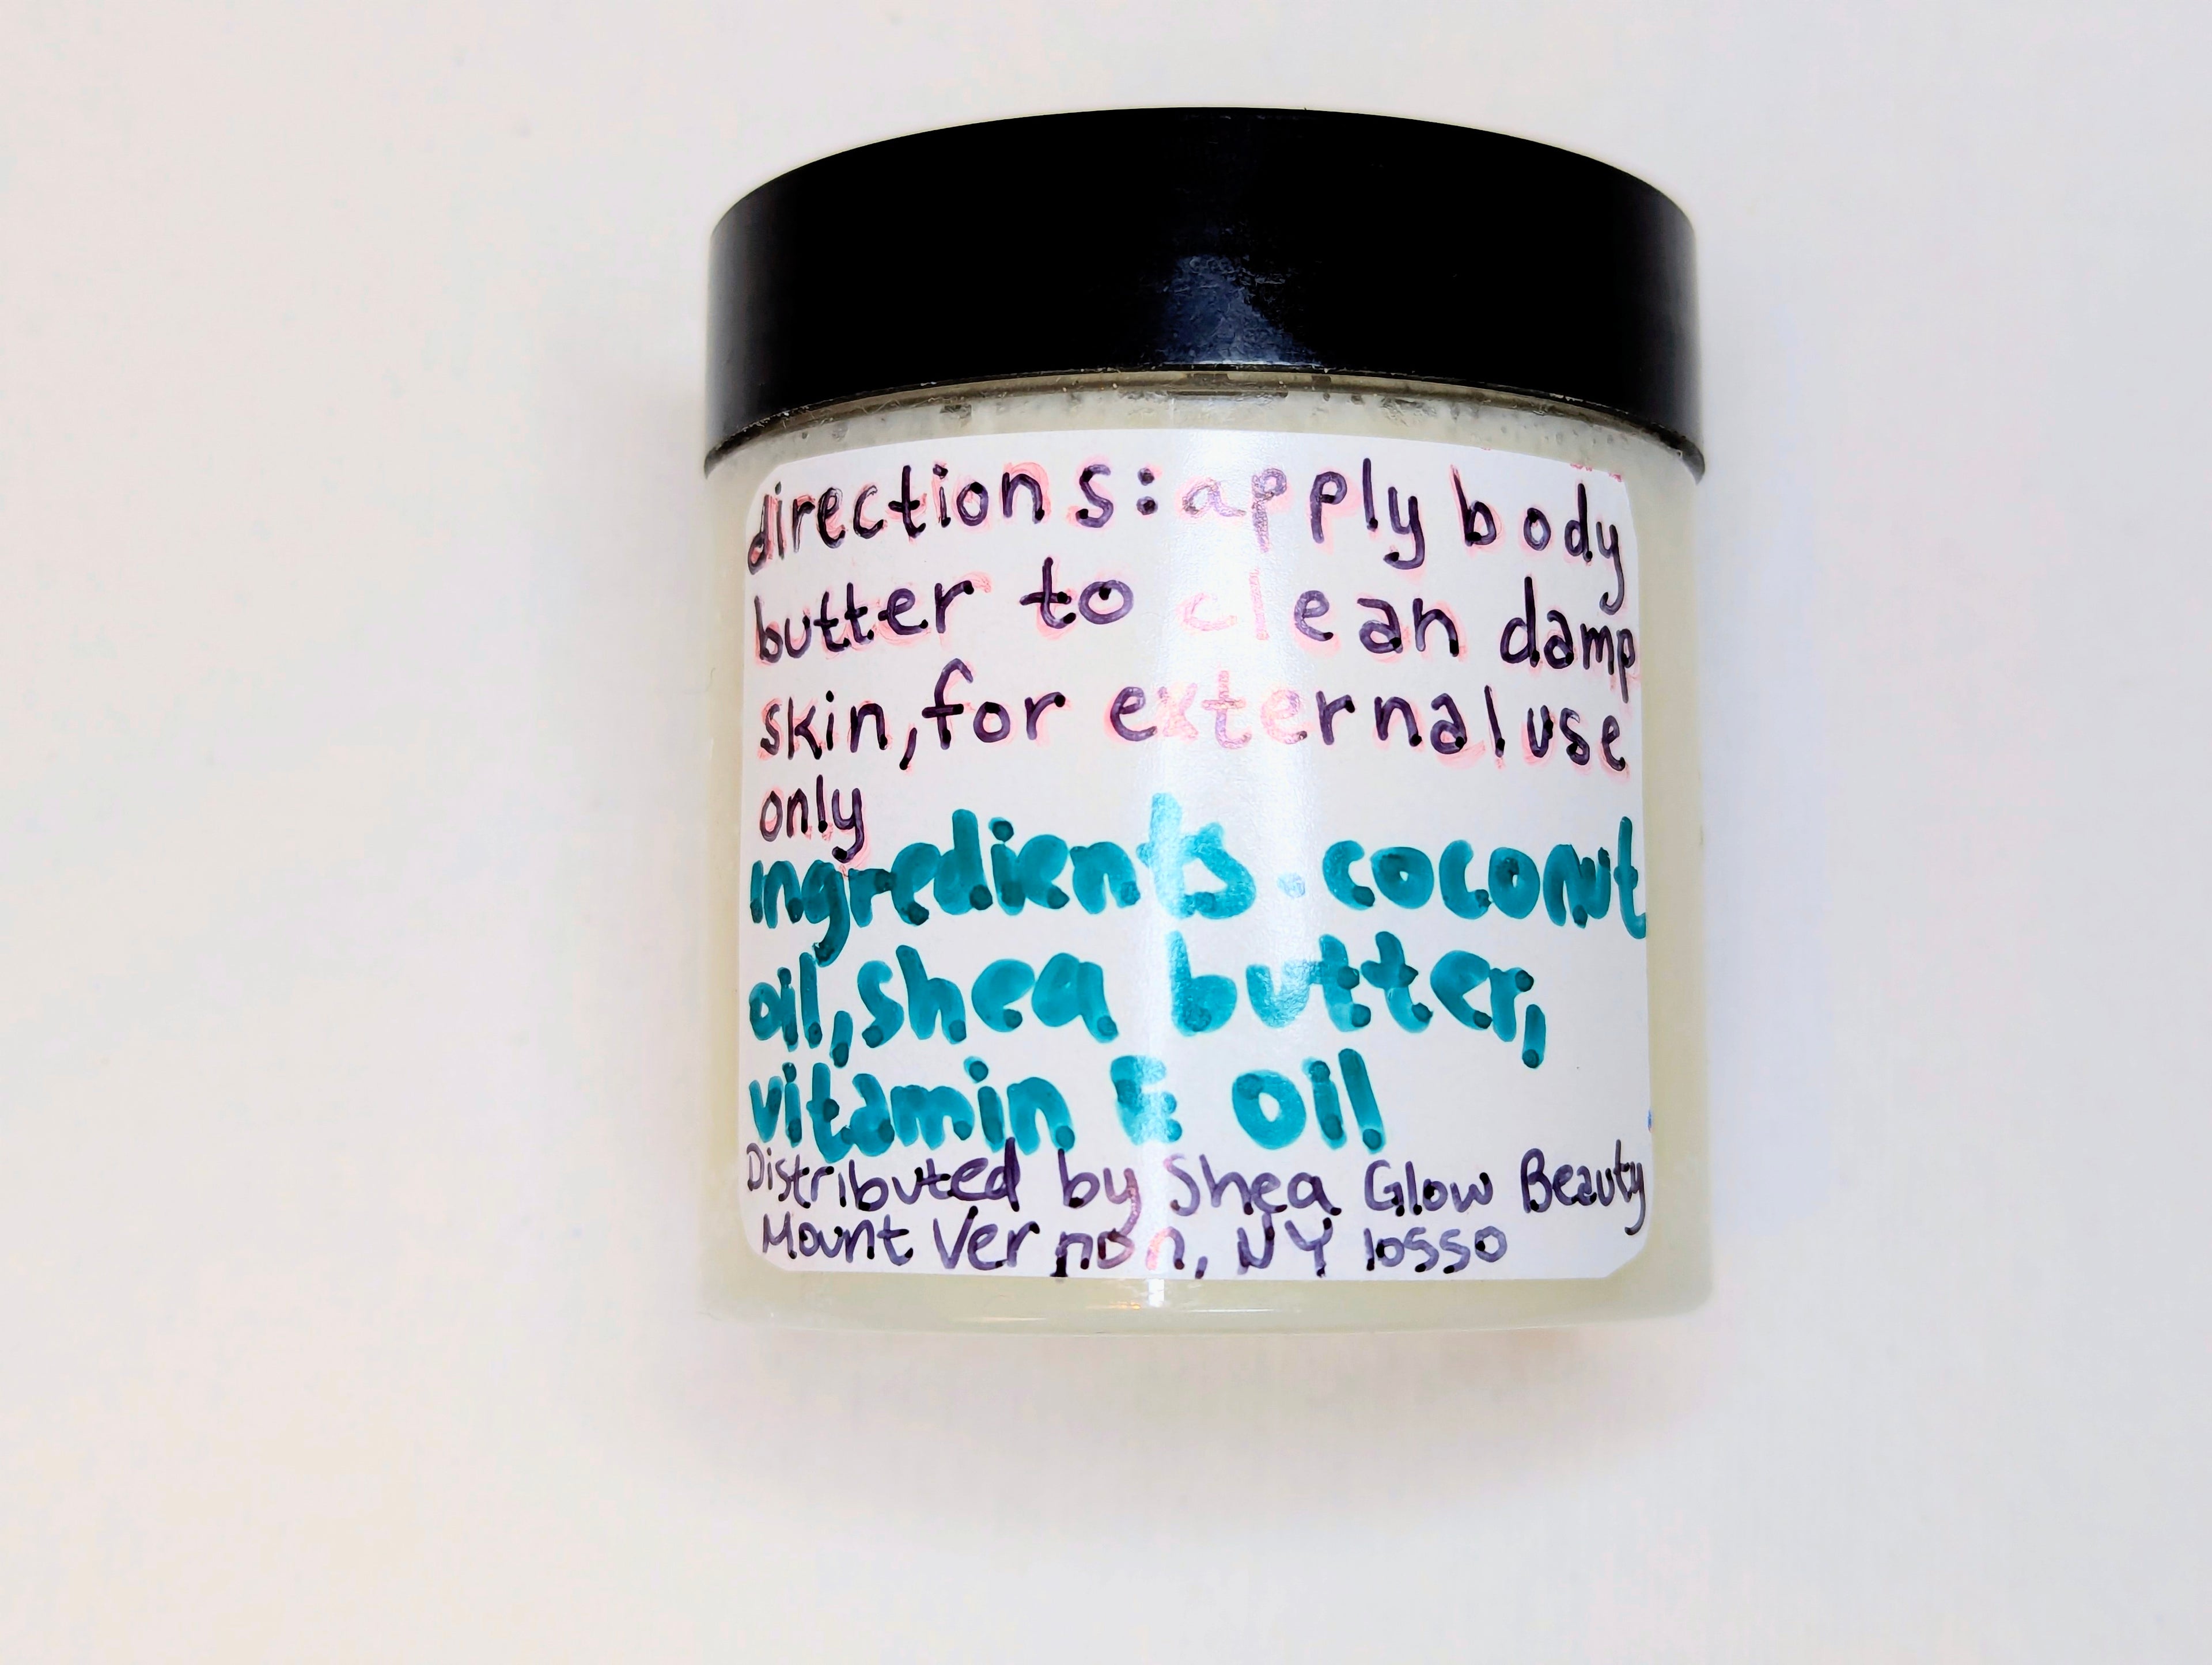 directions: apply body
butter to clean damp
skin, for external use
only
ingredients. coconut
oil, shea butter,
vitamin E oil
Distributed by Shea Glow Beauty
Mount Vernon, NY 10550